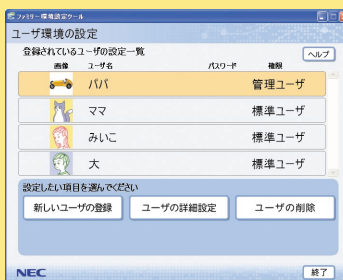 ファミリー環境設定ツール
ユーザ環境の設定
登録されているユーザの設定一覧
ヘルプ
画像 ユーザ名 パスワード 権限
パパ 管理ユーザ
ママ 標準ユーザ
みいこ 標準ユーザ
大 標準ユーザ
設定したい項目を選んでください
新しいユーザの登録 ユーザの詳細設定 ユーザの削除
NEC 終了